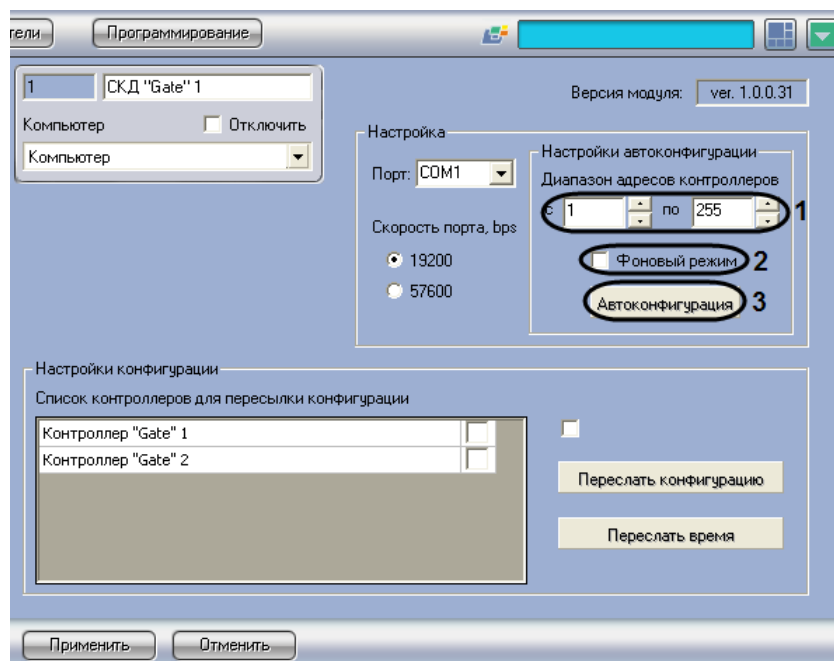 тели Программирование
1 СКД "Gate" 1
Версия модуля: ver. 1.0.0.31
Компьютер Отключить
Компьютер
Настройка
Порт: COM1
Скорость порта, bps
19200
57600
Настройки автоконфигурации
Диапазон адресов контроллеров
с 1 по 255 1
Фоновый режим 2
Автоконфигурация 3
Настройки конфигурации
Список контроллеров для пересылки конфигурации
Контроллер "Gate" 1
Контроллер "Gate" 2
Переслать конфигурацию
Переслать время
Применить Отменить